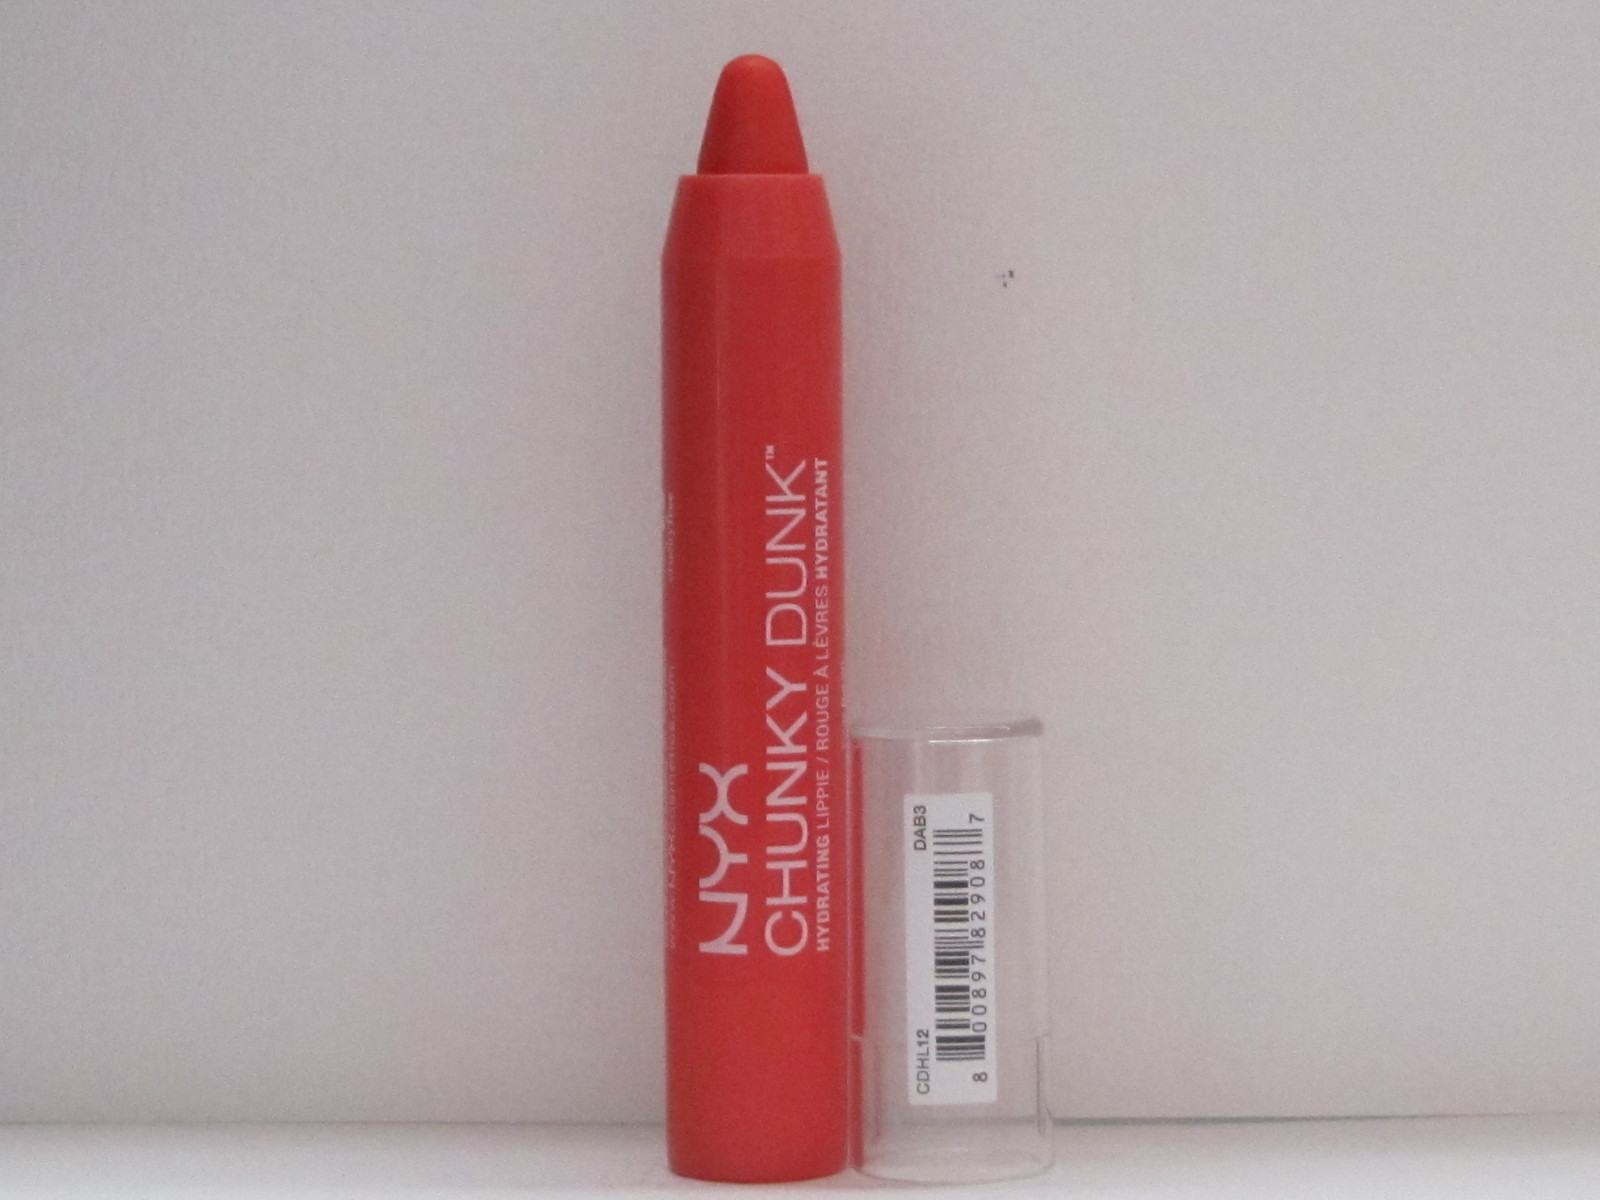 NYX
CHUNKY DUNK™
HYDRATING LIPPIE / ROUGE À LÈVRES HYDRATANT
CDHL12 DAB3
8 00897 82908 7